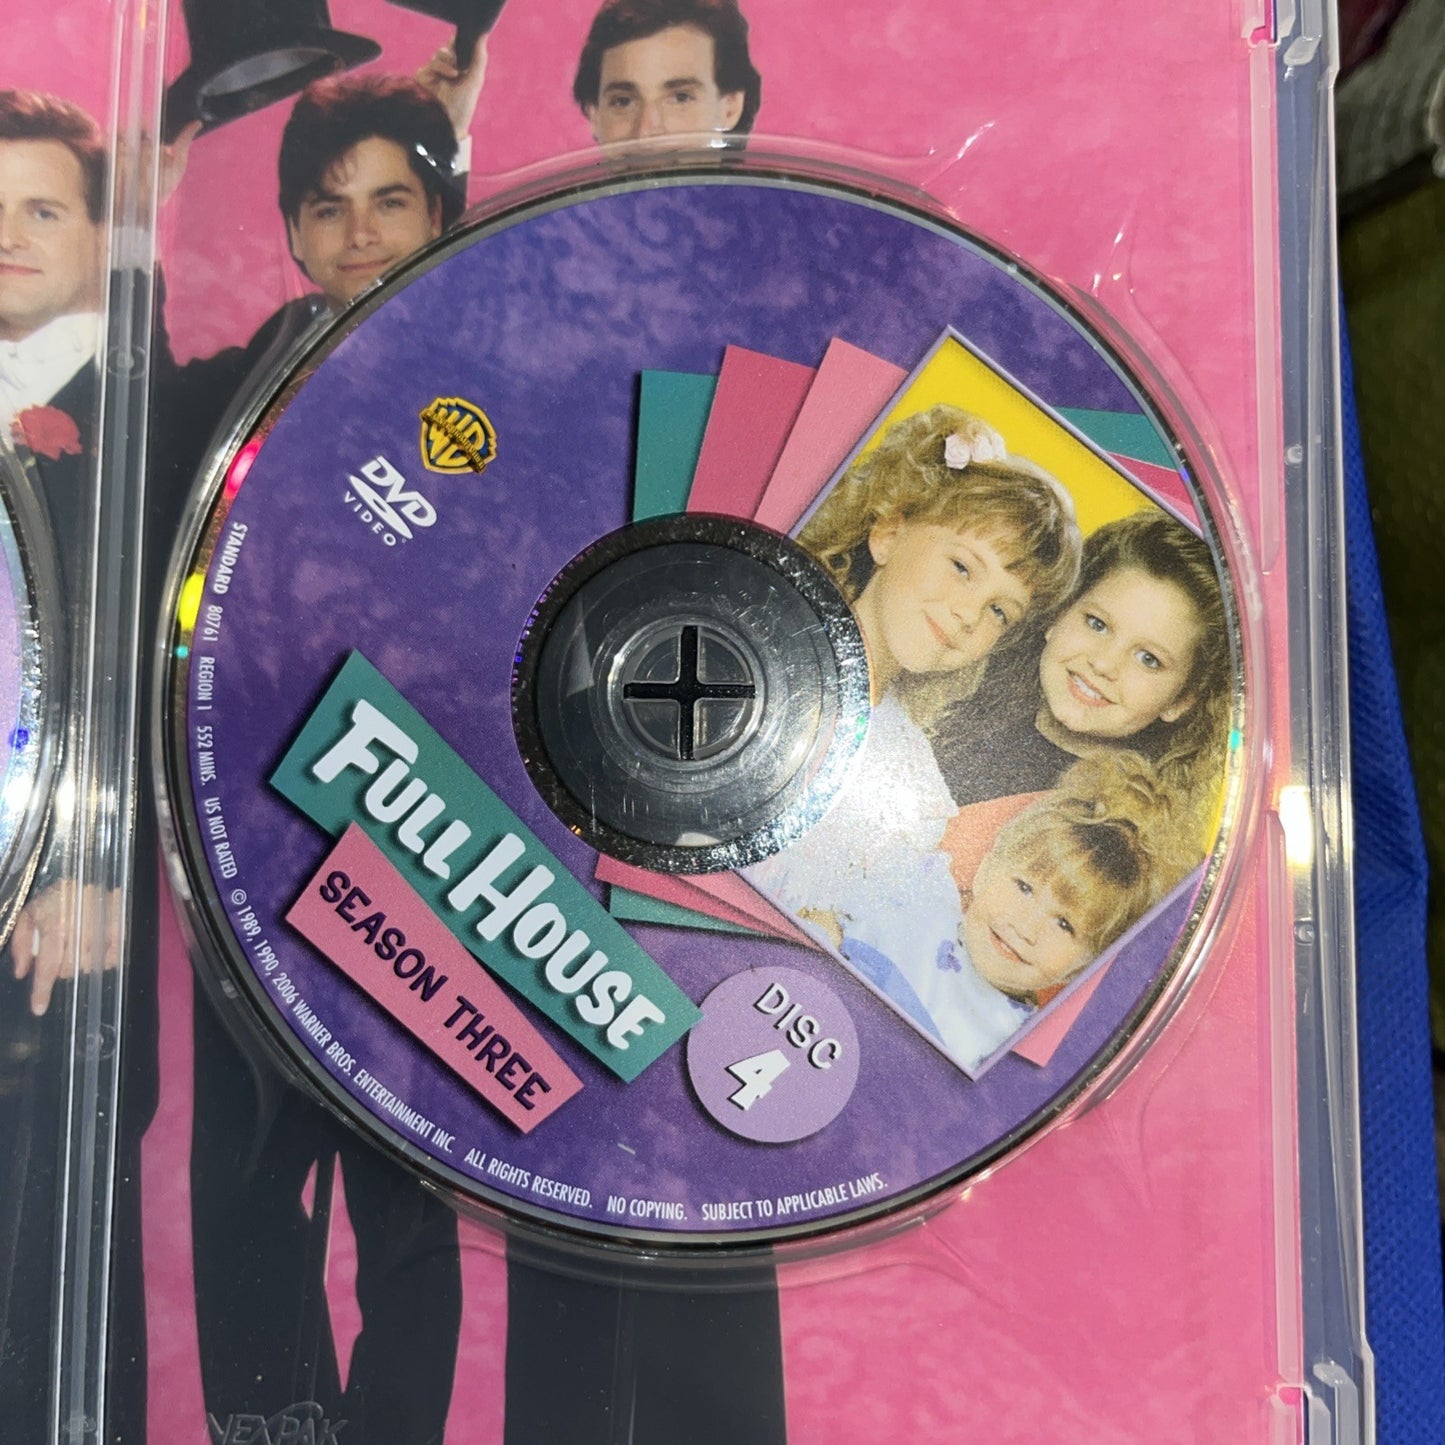 WB
DVD
VIDEO
FULL HOUSE
SEASON THREE
DISC
4
STANDARD 80761 REGION 1 552 MINS. US NOT RATED © 1989, 1990, 2006 WARNER BROS. ENTERTAINMENT INC. ALL RIGHTS RESERVED. NO COPYING. SUBJECT TO APPLICABLE LAWS.
NEXPAK